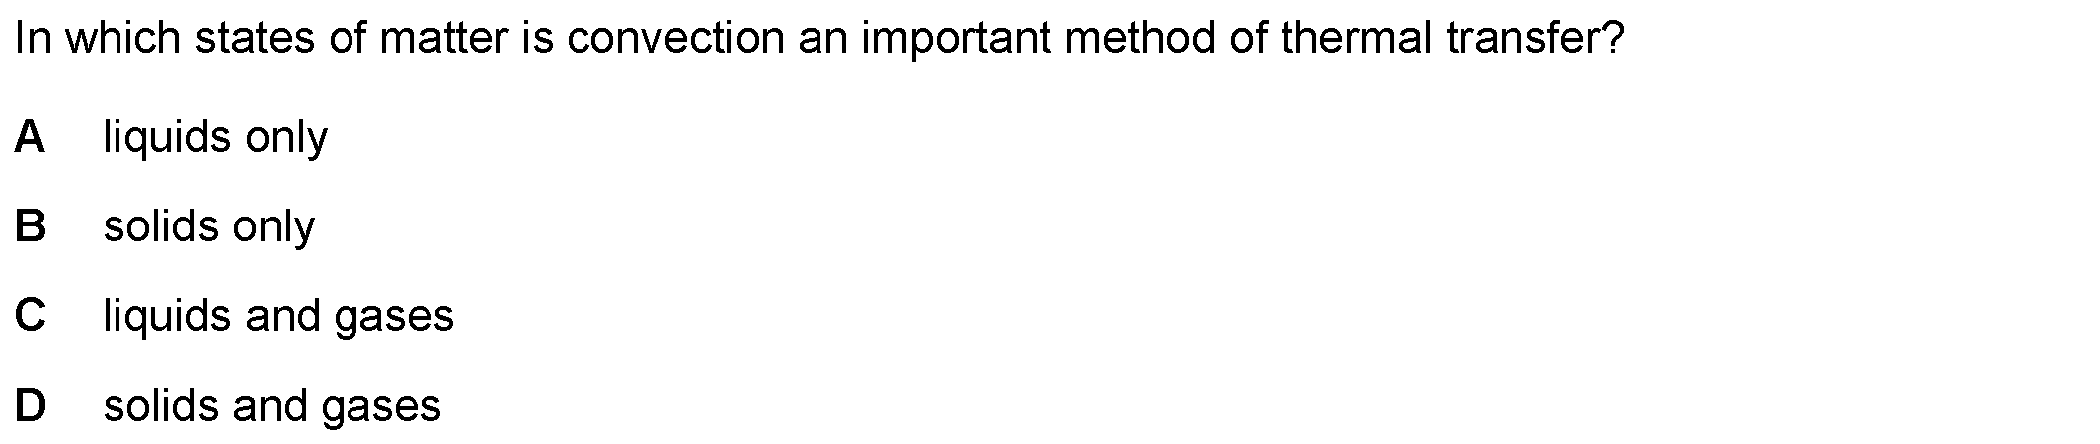 In which states of matter is convection an important method of thermal transfer?
A liquids only
B solids only
C liquids and gases
D solids and gases